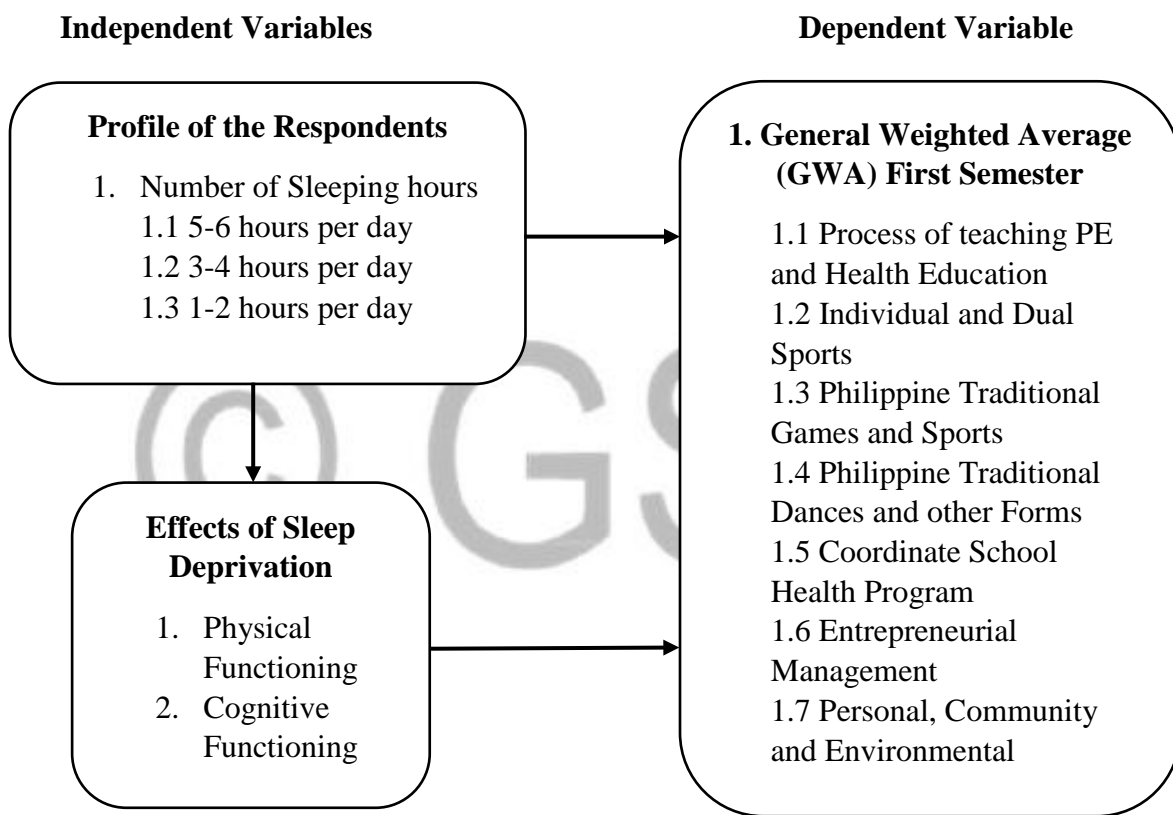 Independent Variables
Dependent Variable
Profile of the Respondents
1. Number of Sleeping hours
1.1 5-6 hours per day
1.2 3-4 hours per day
1.3 1-2 hours per day
Effects of Sleep
Deprivation
1. Physical
Functioning
2. Cognitive
Functioning
1. General Weighted Average
(GWA) First Semester
1.1 Process of teaching PE
and Health Education
1.2 Individual and Dual
Sports
1.3 Philippine Traditional
Games and Sports
1.4 Philippine Traditional
Dances and other Forms
1.5 Coordinate School
Health Program
1.6 Entrepreneurial
Management
1.7 Personal, Community
and Environmental
© GS